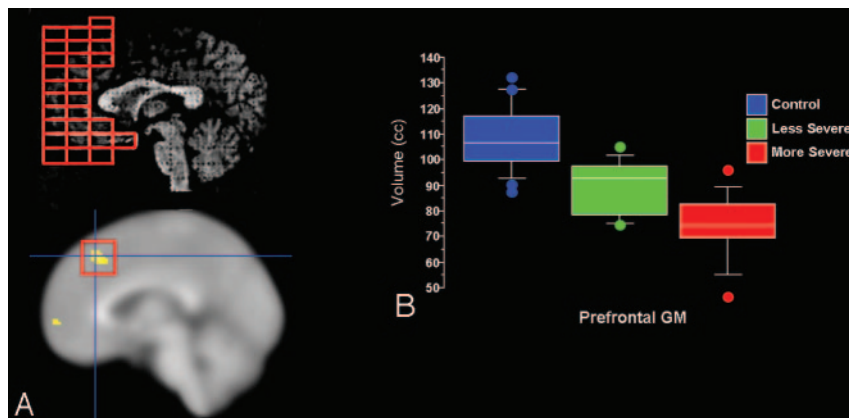 A
B
Volume (cc)
140
130
120
110
100
90
80
70
60
50
Prefrontal GM
Control
Less Severe
More Severe